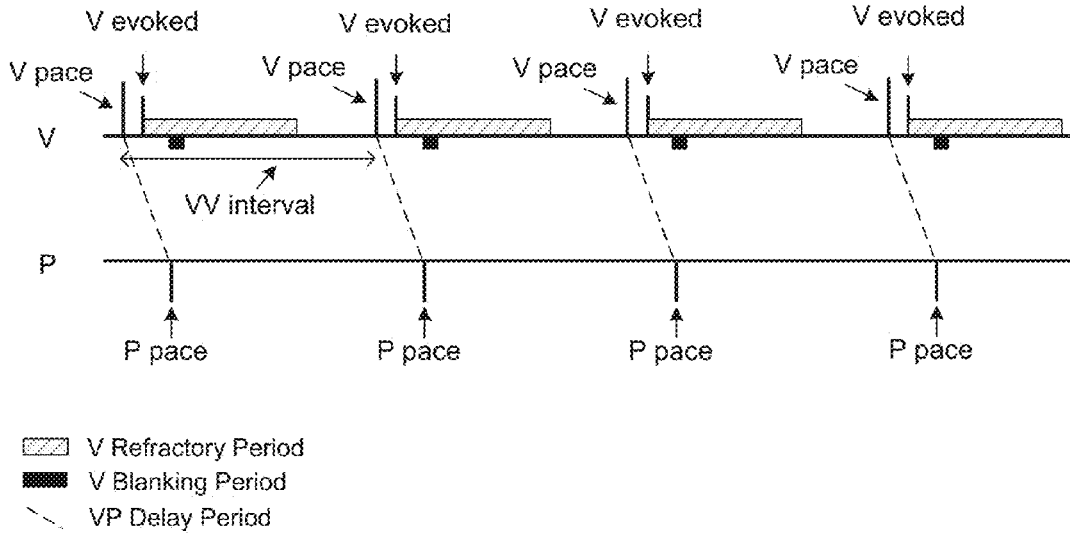 V evoked V evoked V evoked V evoked
V pace V pace V pace V pace
V
VV interval
P
P pace P pace P pace P pace
V Refractory Period
V Blanking Period
VP Delay Period